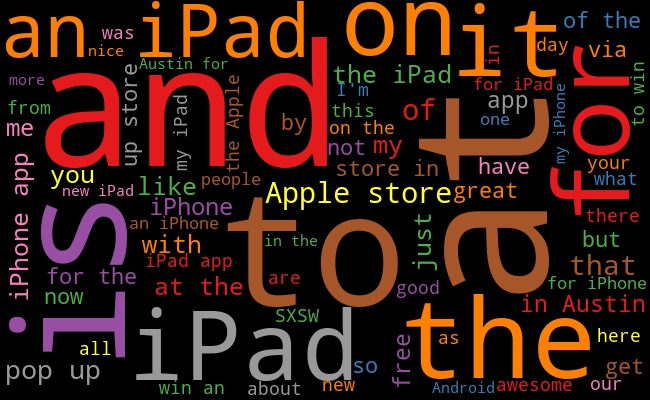 an iPad on it of the
was
nice
day via
in
Austin for
the iPad
for iPad
to win
more
I'm
app
and
for
from
up store
my iPad
the Apple
by
this
of
one
my iPhone
me
on the
at
not my
your
you
store in
have
what
people
like
new iPad
Apple store
great
iPhone app
is
iPhone
there
an iPhone
to
just
with
in the
but
iPad app
that
for the
at the
are
good
for iPhone
now
iPad
SXSW
the
in Austin
all
as
here
free
pop up
so
get
win an
about
new
Android
awesome
our